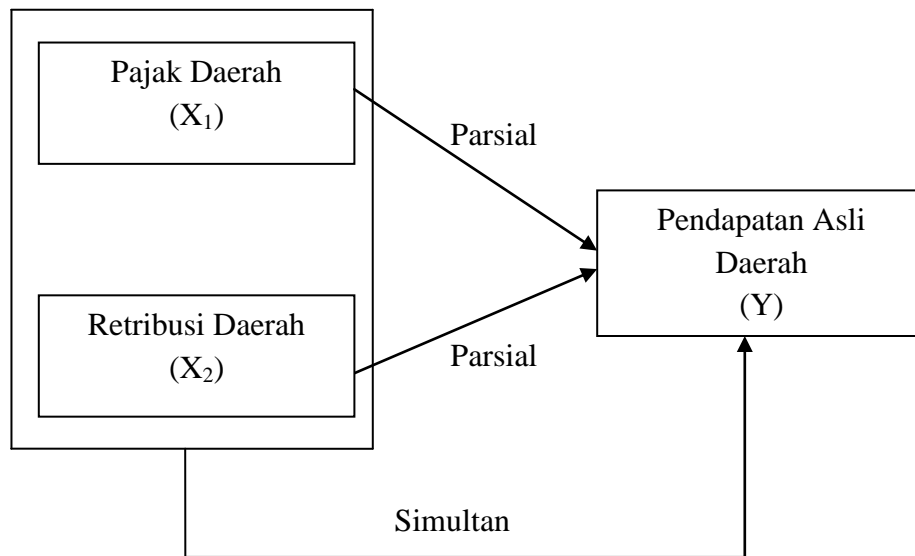 Pajak Daerah
(X₁)
Parsial
Pendapatan Asli
Daerah
(Y)
Retribusi Daerah
(X₂)
Parsial
Simultan